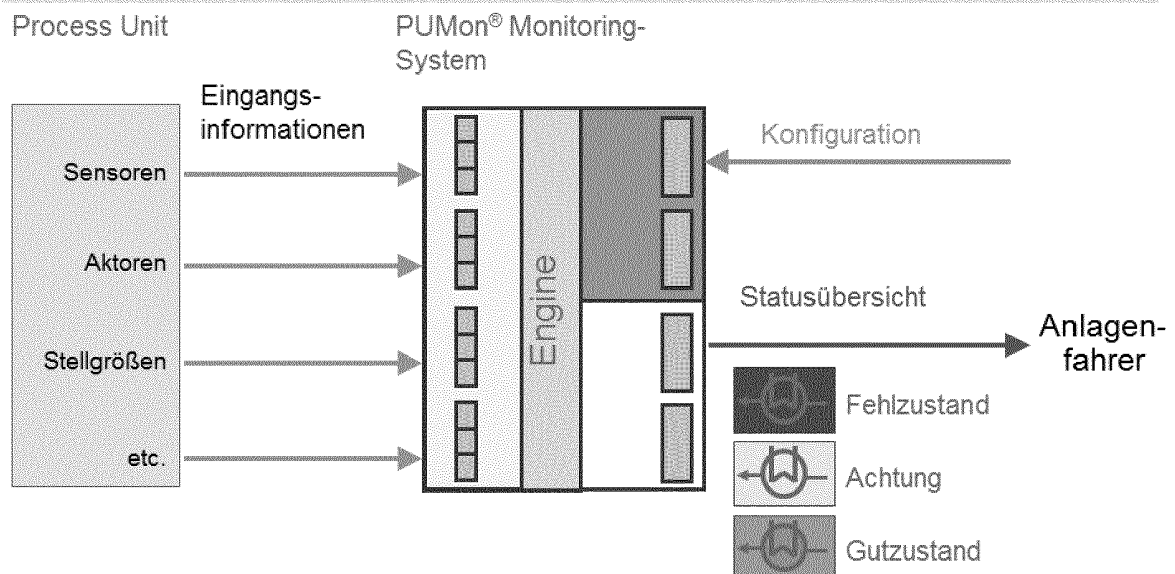 Process Unit
PUMon® Monitoring-
System
Eingangs-
informationen
Sensoren
Aktoren
Stellgrößen
etc.
Engine
Konfiguration
Statusübersicht
Anlagen-
fahrer
Fehlzustand
Achtung
Gutzustand